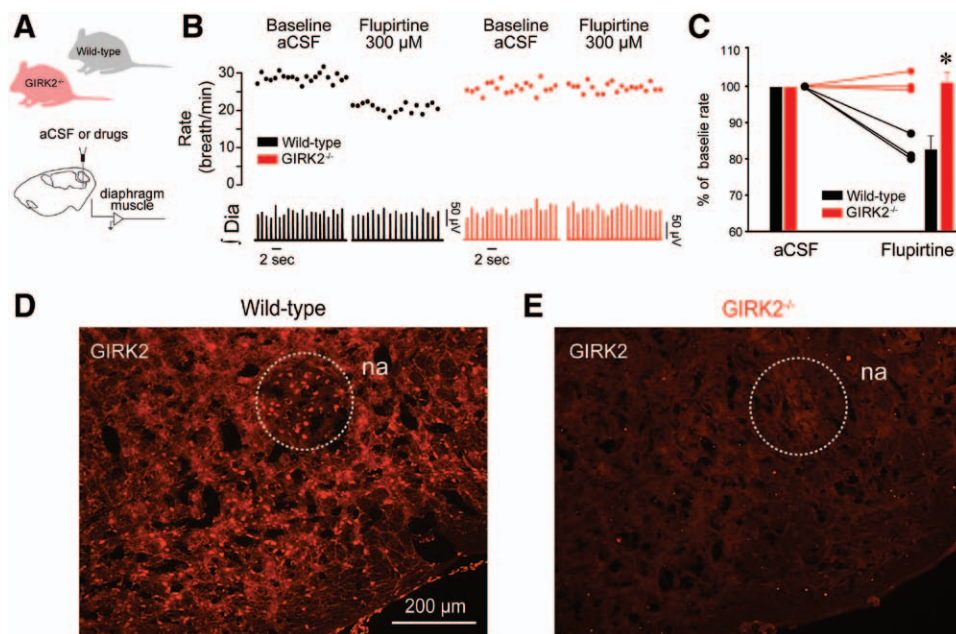 A
Wild-type
GIRK2-/-
aCSF or drugs
diaphragm
muscle
B
Baseline
aCSF
Flupirtine
300 µM
Baseline
aCSF
Flupirtine
300 µM
Rate
(breath/min)
30
20
10
0
Wild-type
GIRK2-/-
∫ Dia
50 µV
50 µV
2 sec
2 sec
C
% of baselie rate
110
100
90
80
70
60
*
Wild-type
GIRK2-/-
aCSF
Flupirtine
D
Wild-type
GIRK2
na
200 µm
E
GIRK2-/-
GIRK2
na